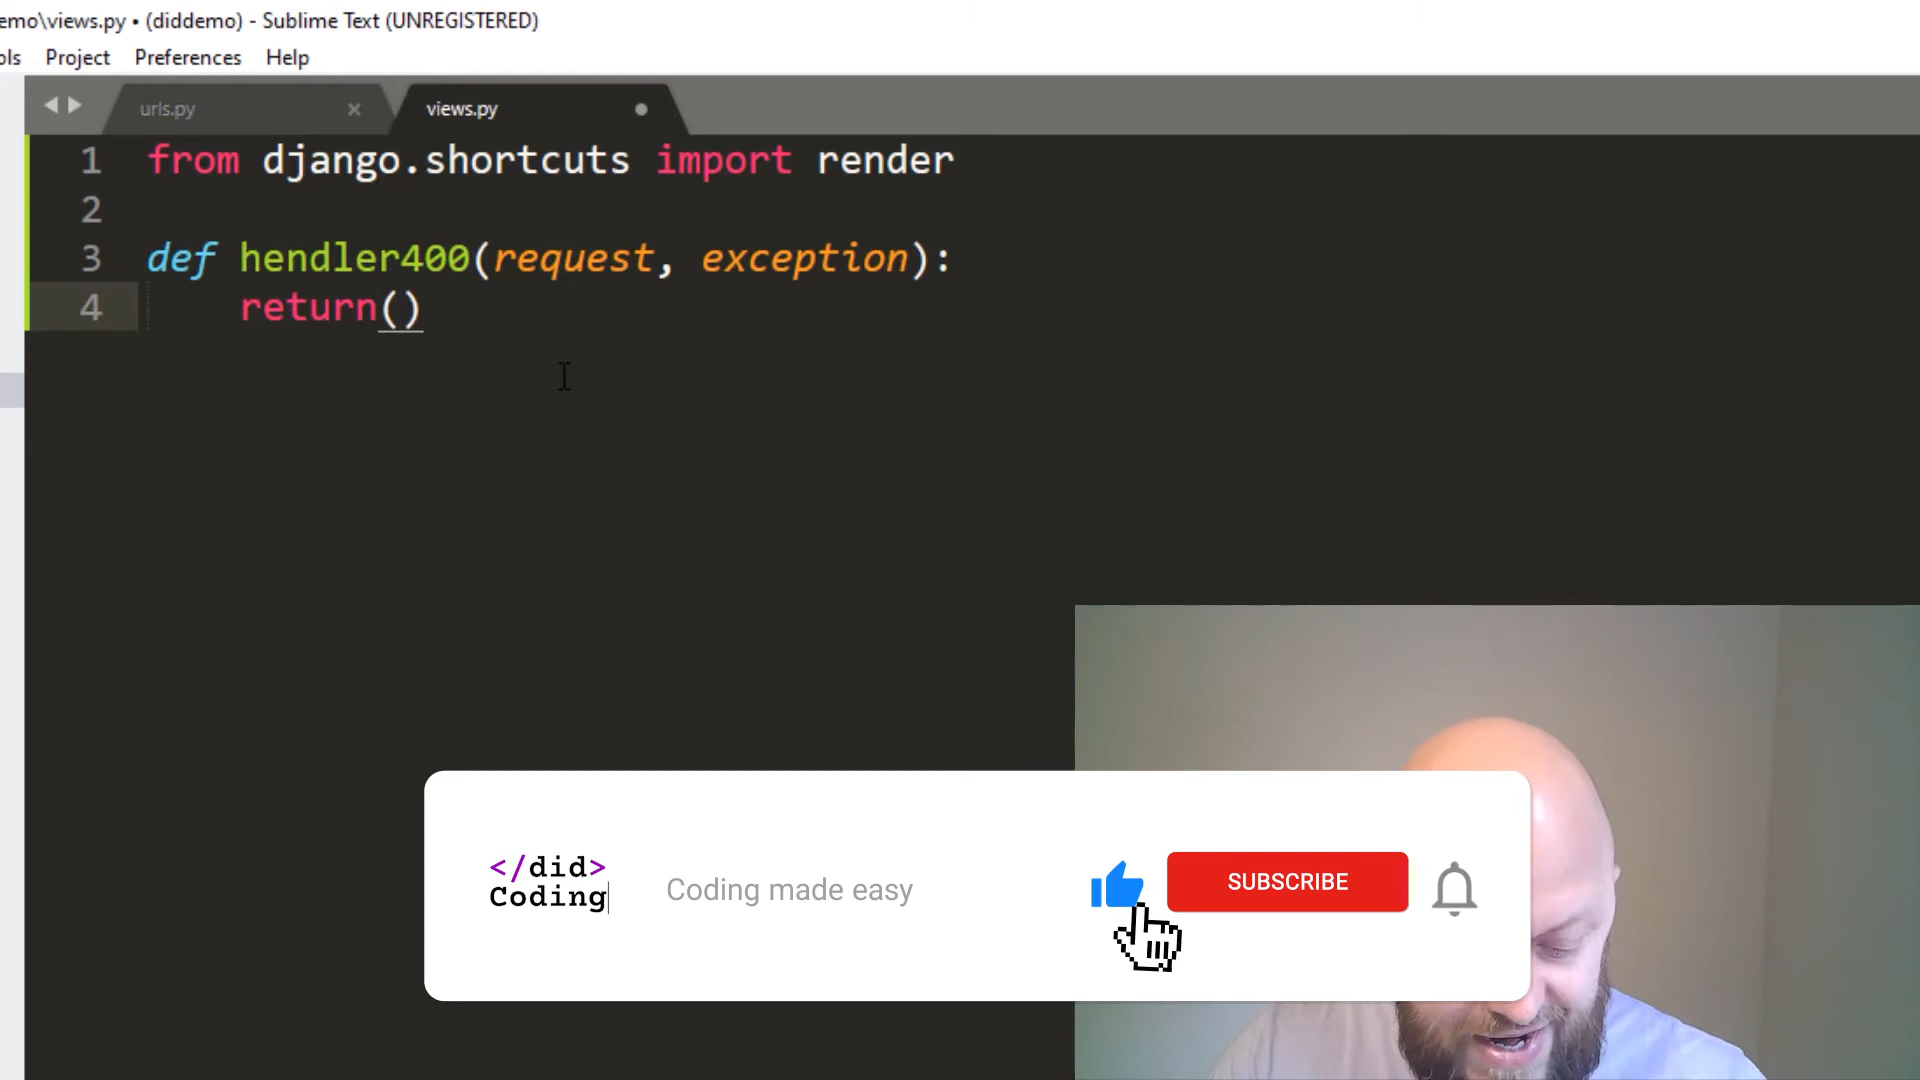 emo\views.py • (diddemo) - Sublime Text (UNREGISTERED)
ols Project Preferences Help
urls.py views.py
1 from django.shortcuts import render
2
3 def hendler400(request, exception):
4 return()
</did>
Coding
Coding made easy
SUBSCRIBE